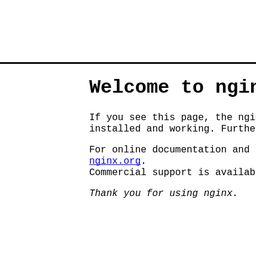 Welcome to ngin
If you see this page, the ngi
installed and working. Furthe
For online documentation and
nginx.org.
Commercial support is availab
Thank you for using nginx.